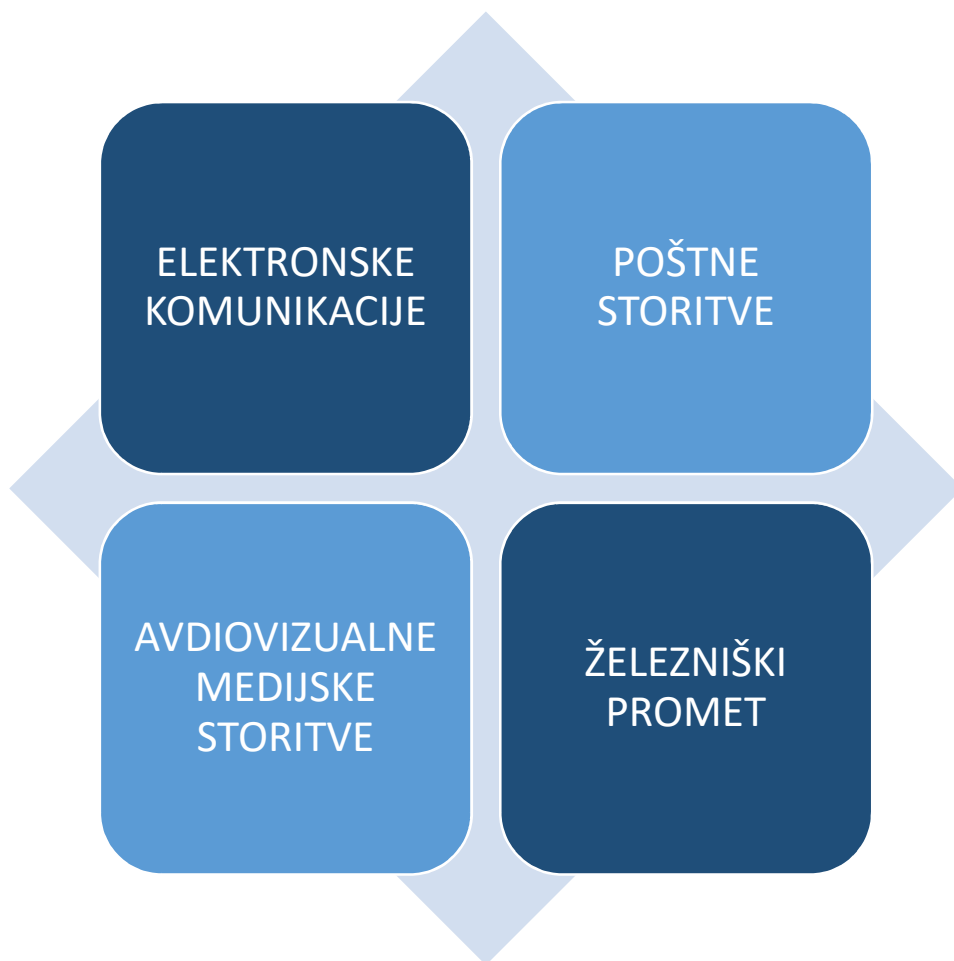 ELEKTRONSKE
KOMUNIKACIJE
POŠTNE
STORITVE
AVDIOVIZUALNE
MEDIJSKE
STORITVE
ŽELEZNIŠKI
PROMET